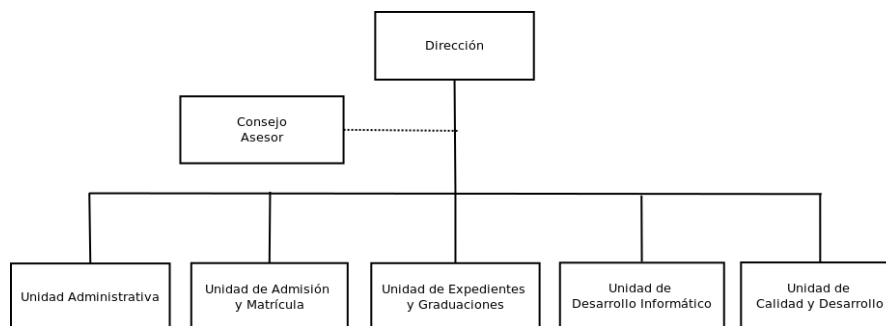 Dirección
Consejo
Asesor
Unidad Administrativa
Unidad de Admisión
y Matrícula
Unidad de Expedientes
y Graduaciones
Unidad de
Desarrollo Informático
Unidad de
Calidad y Desarrollo